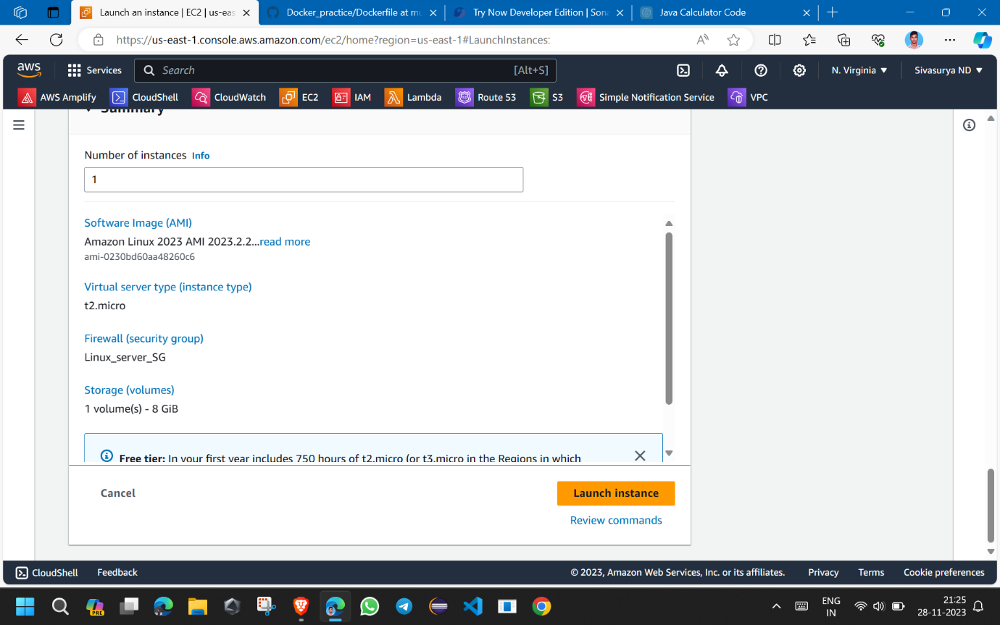 Launch an instance | EC2 | us-eas
Docker_practice/Dockerfile at mu
Try Now Developer Edition | Sona
Java Calculator Code
https://us-east-1.console.aws.amazon.com/ec2/home?region=us-east-1#LaunchInstances:
aws
Services
Search
[Alt+S]
N. Virginia
Sivasurya ND
AWS Amplify
CloudShell
CloudWatch
EC2
IAM
Lambda
Route 53
S3
Simple Notification Service
VPC
Summary
Number of instances Info
1
Software Image (AMI)
Amazon Linux 2023 AMI 2023.2.2...read more
ami-0230bd60aa48260c6
Virtual server type (instance type)
t2.micro
Firewall (security group)
Linux_server_SG
Storage (volumes)
1 volume(s) - 8 GiB
Free tier: In your first year includes 750 hours of t2.micro (or t3.micro in the Regions in which
Cancel
Launch instance
Review commands
CloudShell
Feedback
© 2023, Amazon Web Services, Inc. or its affiliates.
Privacy
Terms
Cookie preferences
PRE
ENG
IN
21:25
28-11-2023